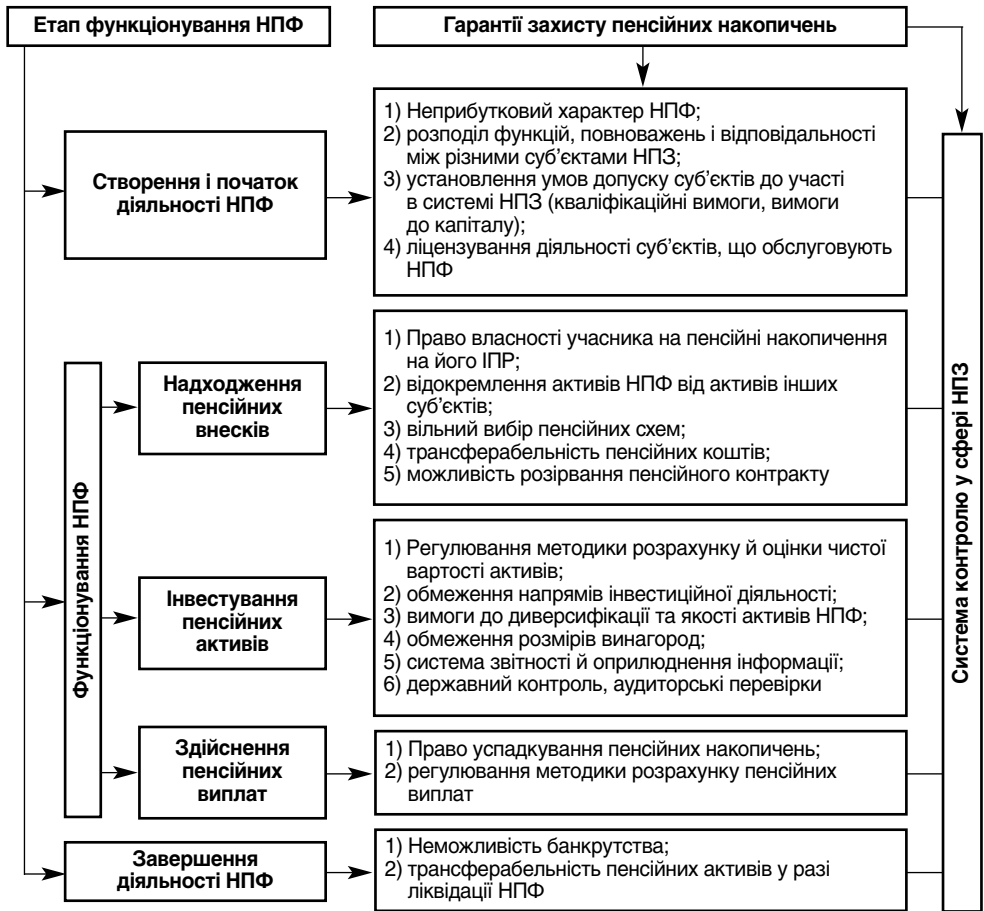 Етап функціонування НПФ
Гарантії захисту пенсійних накопичень
Створення і початок
діяльності НПФ
1) Неприбутковий характер НПФ;
2) розподіл функцій, повноважень і відповідальності
між різними суб’єктами НПЗ;
3) установлення умов допуску суб’єктів до участі
в системі НПЗ (кваліфікаційні вимоги, вимоги
до капіталу);
4) ліцензування діяльності суб’єктів, що обслуговують
НПФ
Функціонування НПФ
Надходження
пенсійних
внесків
1) Право власності учасника на пенсійні накопичення
на його ІПР;
2) відокремлення активів НПФ від активів інших
суб’єктів;
3) вільний вибір пенсійних схем;
4) трансферабельність пенсійних коштів;
5) можливість розірвання пенсійного контракту
Інвестування
пенсійних
активів
1) Регулювання методики розрахунку й оцінки чистої
вартості активів;
2) обмеження напрямів інвестиційної діяльності;
3) вимоги до диверсифікації та якості активів НПФ;
4) обмеження розмірів винагород;
5) система звітності й оприлюднення інформації;
6) державний контроль, аудиторські перевірки
Здійснення
пенсійних
виплат
1) Право успадкування пенсійних накопичень;
2) регулювання методики розрахунку пенсійних
виплат
Завершення
діяльності НПФ
1) Неможливість банкрутства;
2) трансферабельність пенсійних активів у разі
ліквідації НПФ
Система контролю у сфері НПЗ